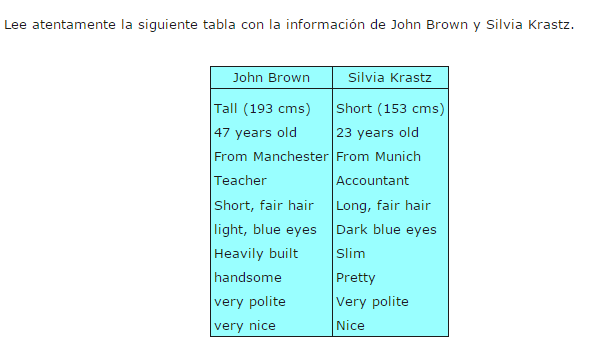 Lee atentamente la siguiente tabla con la información de John Brown y Silvia Krastz.
John Brown Silvia Krastz
Tall (193 cms) Short (153 cms)
47 years old 23 years old
From Manchester From Munich
Teacher Accountant
Short, fair hair Long, fair hair
light, blue eyes Dark blue eyes
Heavily built Slim
handsome Pretty
very polite Very polite
very nice Nice